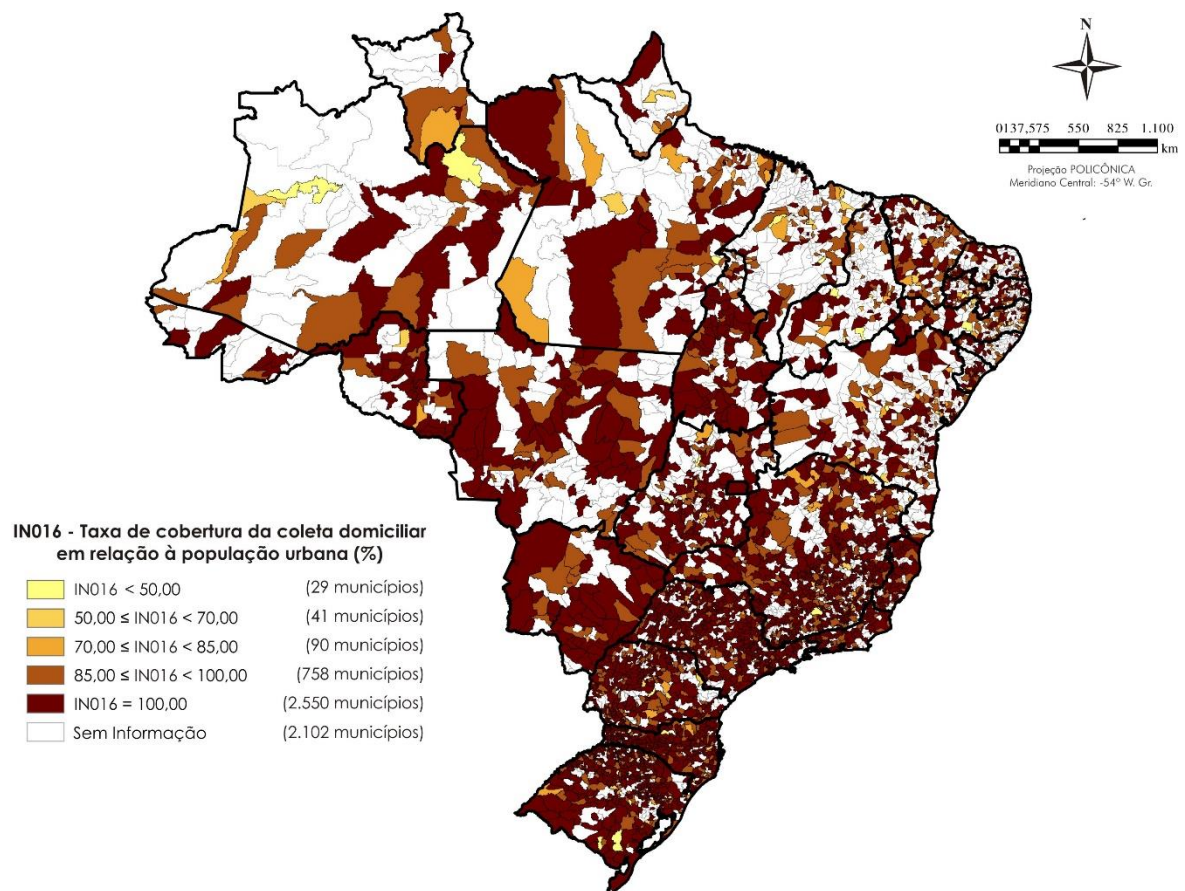 N
0137,575 550 825 1.100
km
Projeção POLICÔNICA
Meridiano Central: -54º W. Gr.
IN016 - Taxa de cobertura da coleta domiciliar
em relação à população urbana (%)
IN016 < 50,00 (29 municípios)
50,00 ≤ IN016 < 70,00 (41 municípios)
70,00 ≤ IN016 < 85,00 (90 municípios)
85,00 ≤ IN016 < 100,00 (758 municípios)
IN016 = 100,00 (2.550 municípios)
Sem Informação (2.102 municípios)